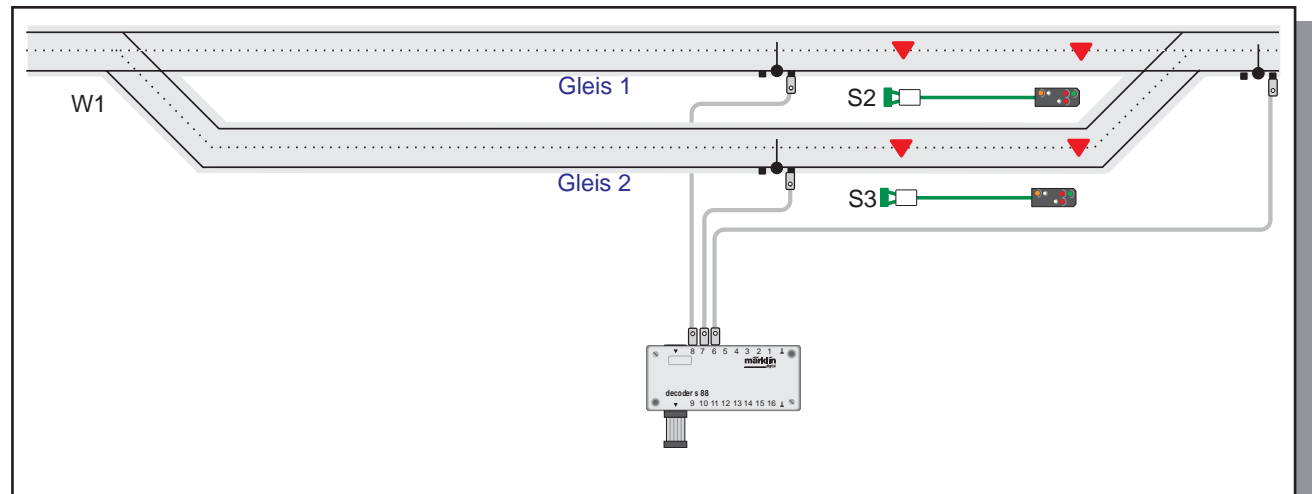 Gleis 1
S2
W1
Gleis 2
S3
8 7 6 5 4 3 2 1
märklin
digital
decoder s 88
9 10 11 12 13 14 15 16